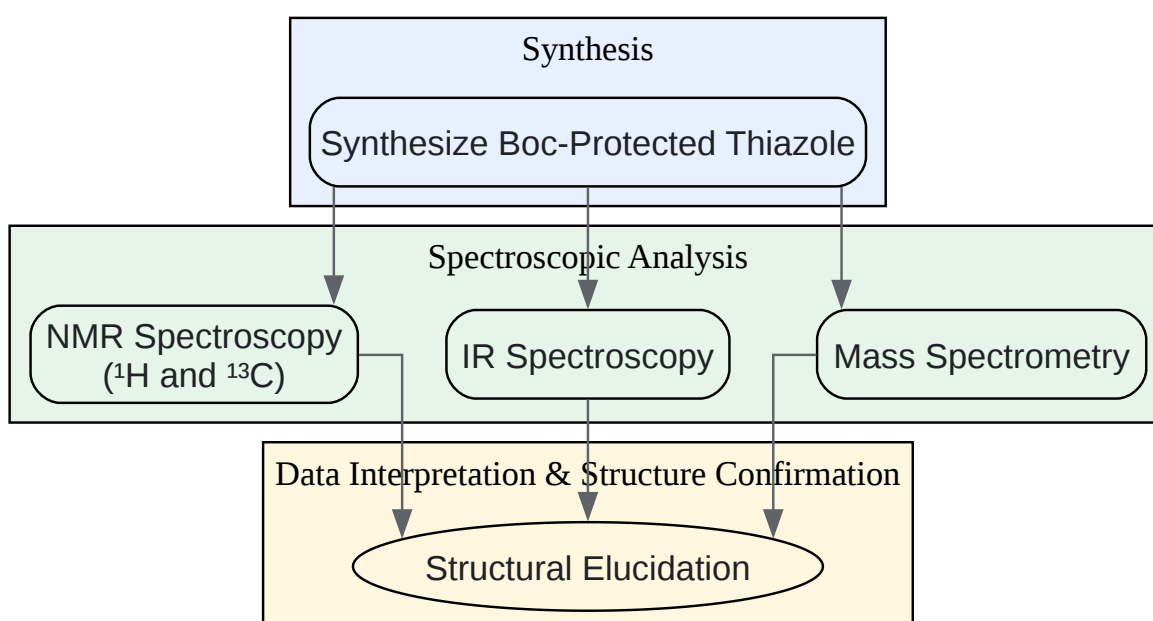 Synthesis
Synthesize Boc-Protected Thiazole
Spectroscopic Analysis
NMR Spectroscopy
(¹H and ¹³C)
IR Spectroscopy
Mass Spectrometry
Data Interpretation & Structure Confirmation
Structural Elucidation